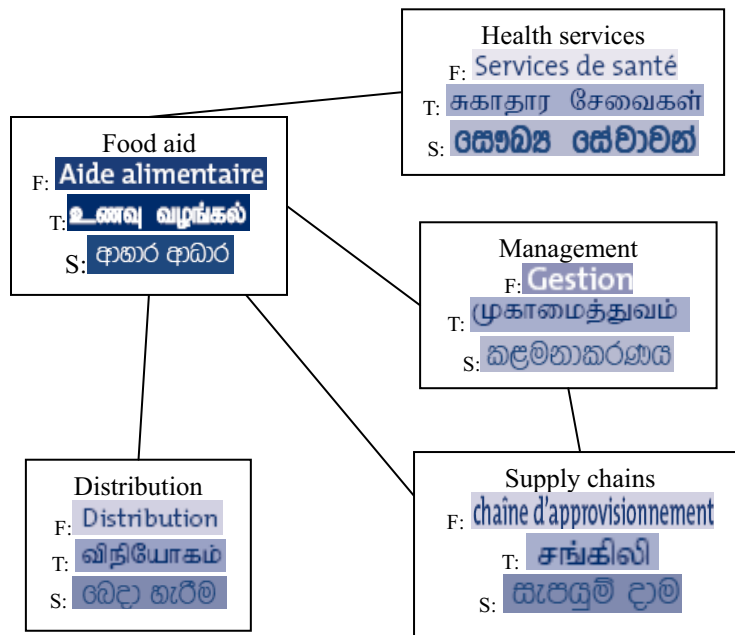 Health services
F: Services de santé
T: சுகாதார சேவைகள்
S: සෞඛ්‍ය සේවාවන්
Food aid
F: Aide alimentaire
T: உணவு வழங்கல்
S: ආහාර ආධාර
Management
F: Gestion
T: முகாமைத்துவம்
S: කළමනාකරණය
Distribution
F: Distribution
T: விநியோகம்
S: බෙදා හැරීම
Supply chains
F: chaîne d'approvisionnement
T: சங்கிலி
S: සැපයුම් දාම